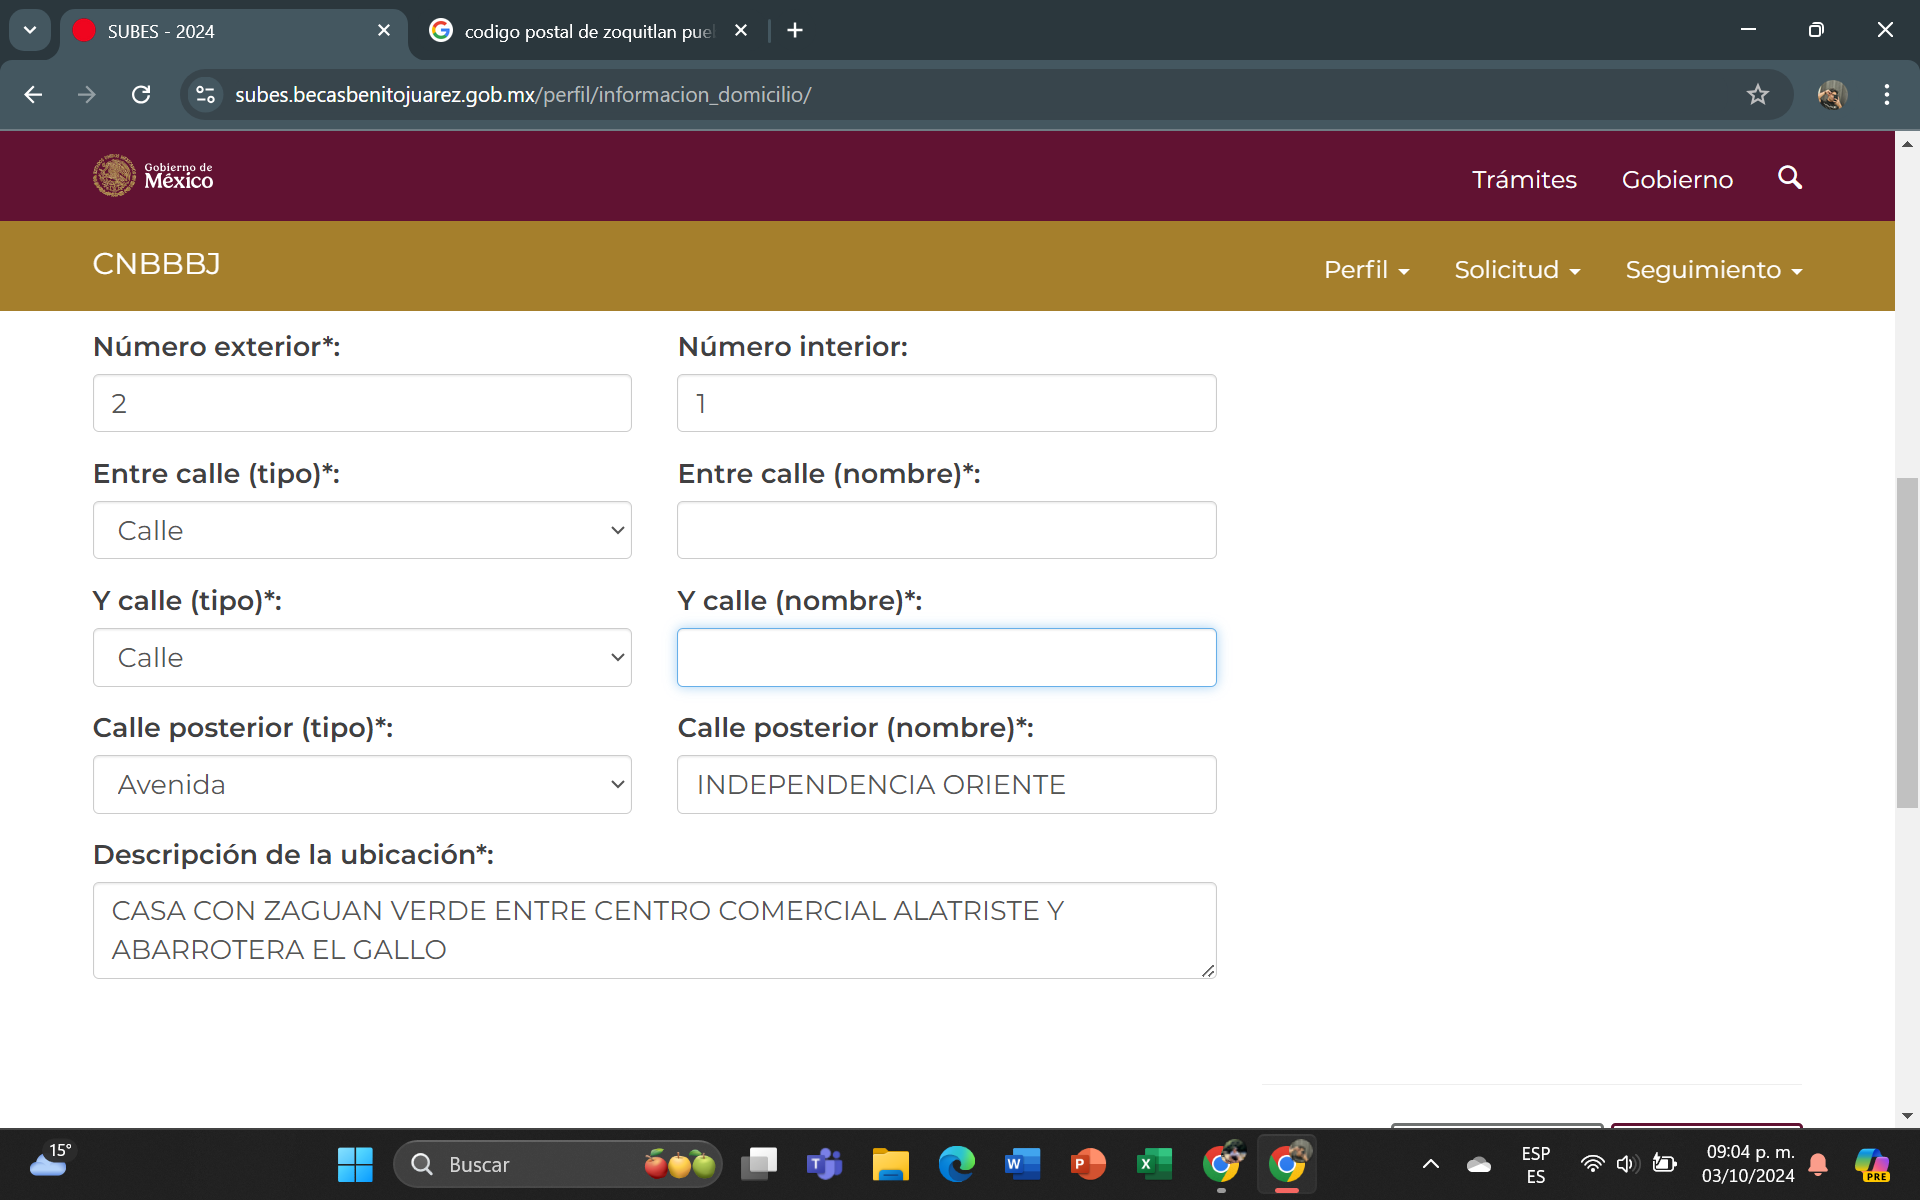 SUBES - 2024
codigo postal de zoquitlan pue
subes.becasbenitojuarez.gob.mx/perfil/informacion_domicilio/
Gobierno de
México
Trámites
Gobierno
CNBBBJ
Perfil
Solicitud
Seguimiento
Número exterior*:
Número interior:
2
1
Entre calle (tipo)*:
Entre calle (nombre)*:
Calle
Y calle (tipo)*:
Y calle (nombre)*:
Calle
Calle posterior (tipo)*:
Calle posterior (nombre)*:
Avenida
INDEPENDENCIA ORIENTE
Descripción de la ubicación*:
CASA CON ZAGUAN VERDE ENTRE CENTRO COMERCIAL ALATRISTE Y
ABARROTERA EL GALLO
15°
Buscar
ESP
ES
09:04 p. m.
03/10/2024
PRE